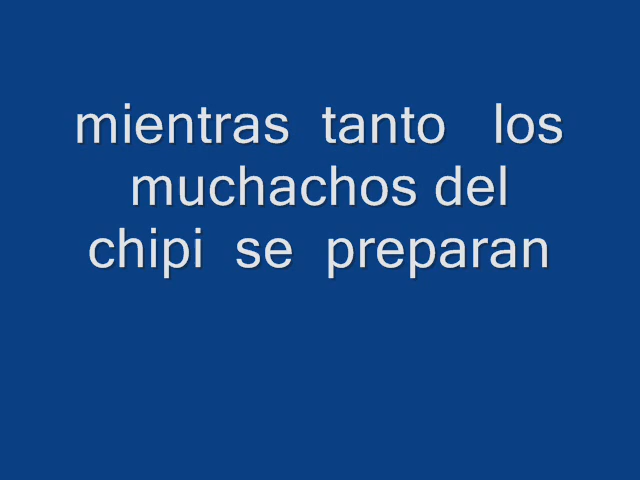 mientras tanto los
muchachos del
chipi se preparan